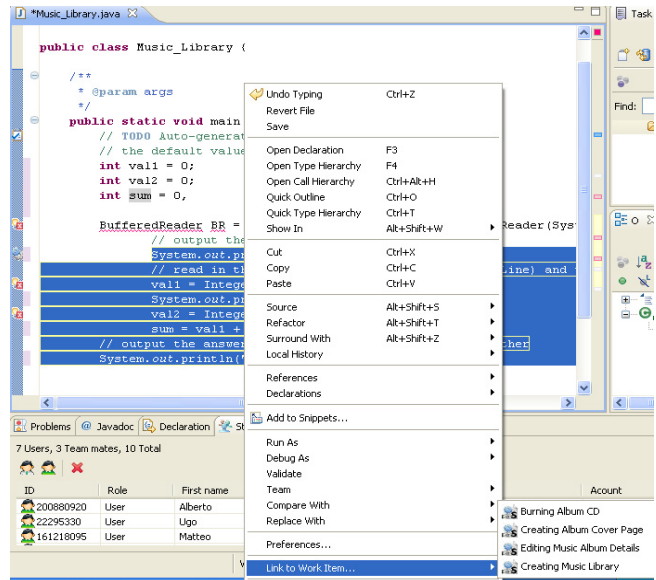 *Music_Library.java
Task
public class Music_Library {
/**
* @param args
*/
public static void main
// TODO Auto-generat
// the default value
int val1 = 0;
int val2 = 0;
int sum = 0,
BufferedReader BR = Reader(Sys
// output the
System.out.pr
// read in th Line) and
val1 = Intege
System.out.pr
val2 = Intege
sum = val1 +
// output the answer ther
System.out.println("
Undo Typing Ctrl+Z
Revert File
Save
Open Declaration F3
Open Type Hierarchy F4
Open Call Hierarchy Ctrl+Alt+H
Quick Outline Ctrl+O
Quick Type Hierarchy Ctrl+T
Show In Alt+Shift+W
Cut Ctrl+X
Copy Ctrl+C
Paste Ctrl+V
Source Alt+Shift+S
Refactor Alt+Shift+T
Surround With Alt+Shift+Z
Local History
References
Declarations
Add to Snippets...
Run As
Debug As
Validate
Team
Compare With
Replace With
Preferences...
Link to Work Item...
Burning Album CD
Creating Album Cover Page
Editing Music Album Details
Creating Music Library
Find:
O
Problems @ Javadoc Declaration St
7 Users, 3 Team mates, 10 Total
ID Role First name Acount
200880920 User Alberto
22295330 User Ugo
161218095 User Matteo